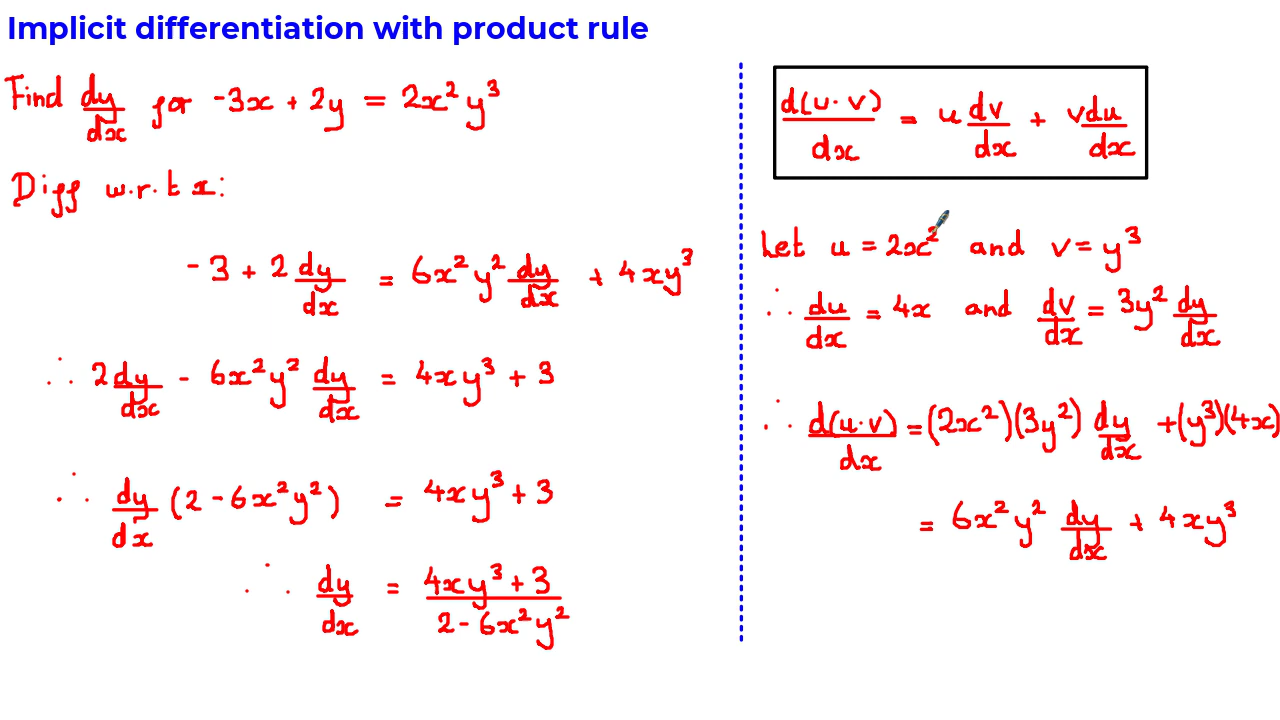 Implicit differentiation with product rule
Find dy/dx for -3x + 2y = 2x²y³
Diff w.r.t x:
-3 + 2 dy/dx = 6x²y² dy/dx + 4xy³
∴ 2 dy/dx - 6x²y² dy/dx = 4xy³ + 3
∴ dy/dx (2 - 6x²y²) = 4xy³ + 3
∴ dy/dx = (4xy³ + 3)/(2 - 6x²y²)
d(u·v)/dx = u dv/dx + v du/dx
Let u = 2x² and v = y³
∴ du/dx = 4x and dv/dx = 3y² dy/dx
∴ d(u·v)/dx = (2x²)(3y²) dy/dx + (y³)(4x)
= 6x²y² dy/dx + 4xy³